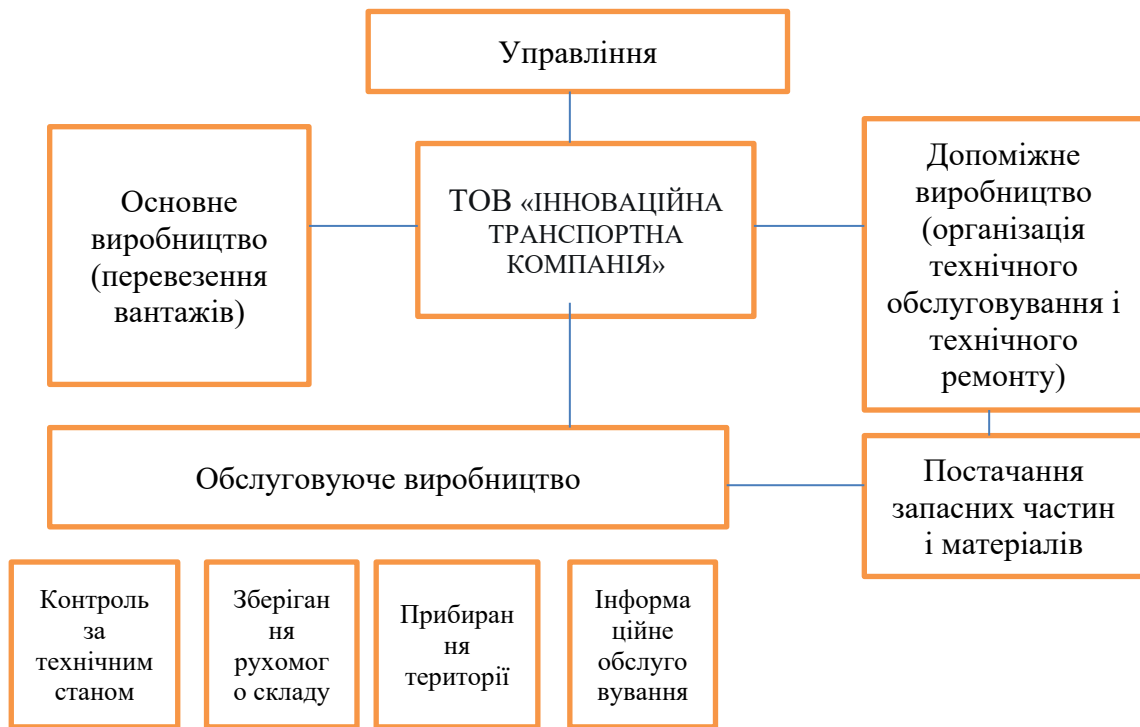 Управління
Основне
виробництво
(перевезення
вантажів)
ТОВ «ІННОВАЦІЙНА
ТРАНСПОРТНА
КОМПАНІЯ»
Допоміжне
виробництво
(організація
технічного
обслуговування і
технічного
ремонту)
Обслуговуюче виробництво
Постачання
запасних частин
і матеріалів
Контроль
за
технічним
станом
Зберіган
ня
рухомог
о складу
Прибиран
ня
території
Інформа
ційне
обслуго
вування